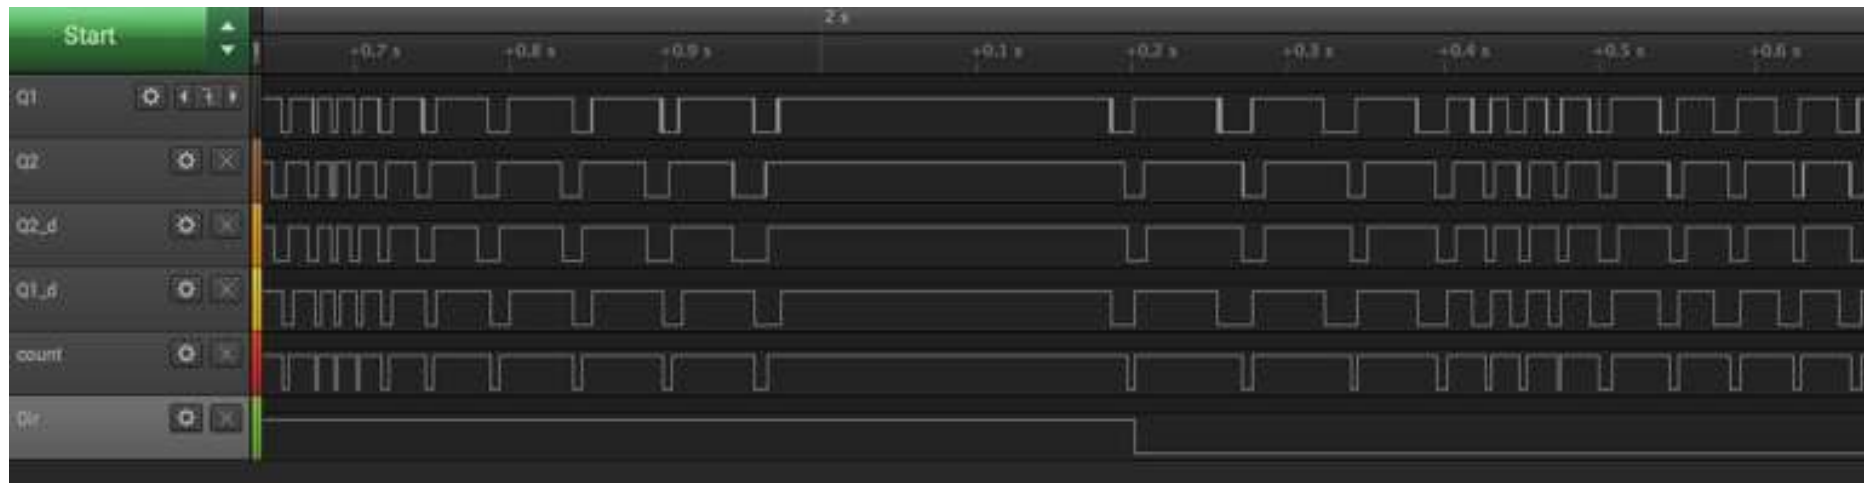 Start
2 s
+0.7 s
+0.8 s
+0.9 s
+0.1 s
+0.2 s
+0.3 s
+0.4 s
+0.5 s
+0.6 s
Q1
Q2
Q2_d
Q1_d
count
Dir